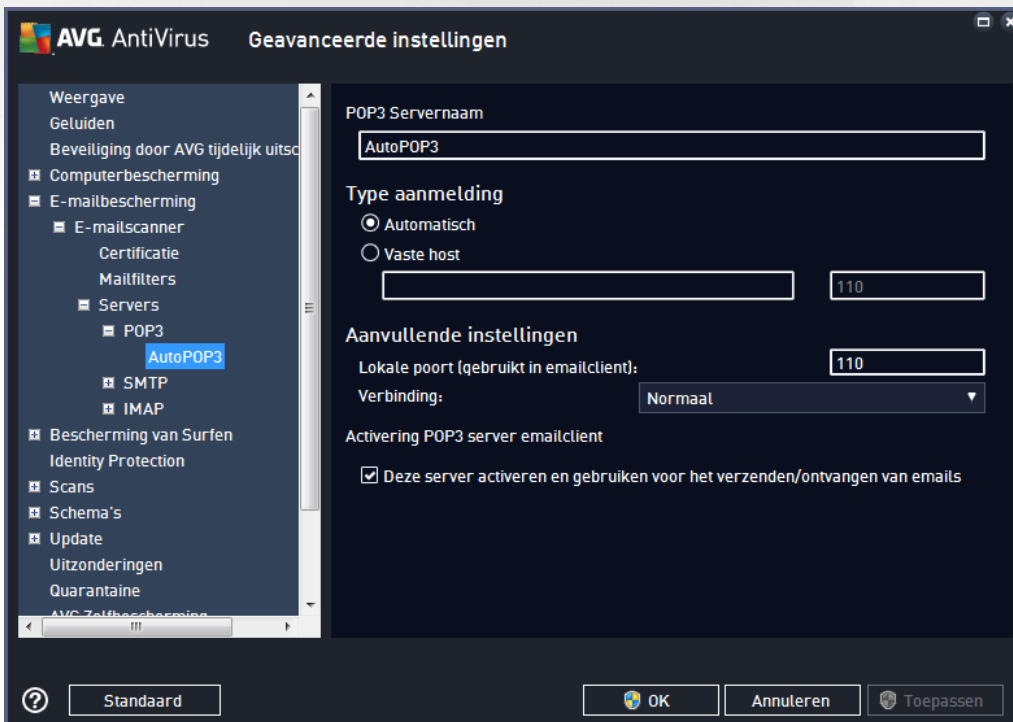 AVG. AntiVirus Geavanceerde instellingen
Weergave
Geluiden
Beveiliging door AVG tijdelijk uitsc
Computerbescherming
E-mailbescherming
E-mailscanner
Certificatie
Mailfilters
Servers
POP3
AutoPOP3
SMTP
IMAP
Bescherming van Surfen
Identity Protection
Scans
Schema's
Update
Uitzonderingen
Quarantaine
AVG Zelfbescherming
POP3 Servernaam
AutoPOP3
Type aanmelding
Automatisch
Vaste host
110
Aanvullende instellingen
Lokale poort (gebruikt in emailclient): 110
Verbinding: Normaal
Activering POP3 server emailclient
Deze server activeren en gebruiken voor het verzenden/ontvangen van emails
? Standaard OK Annuleren Toepassen